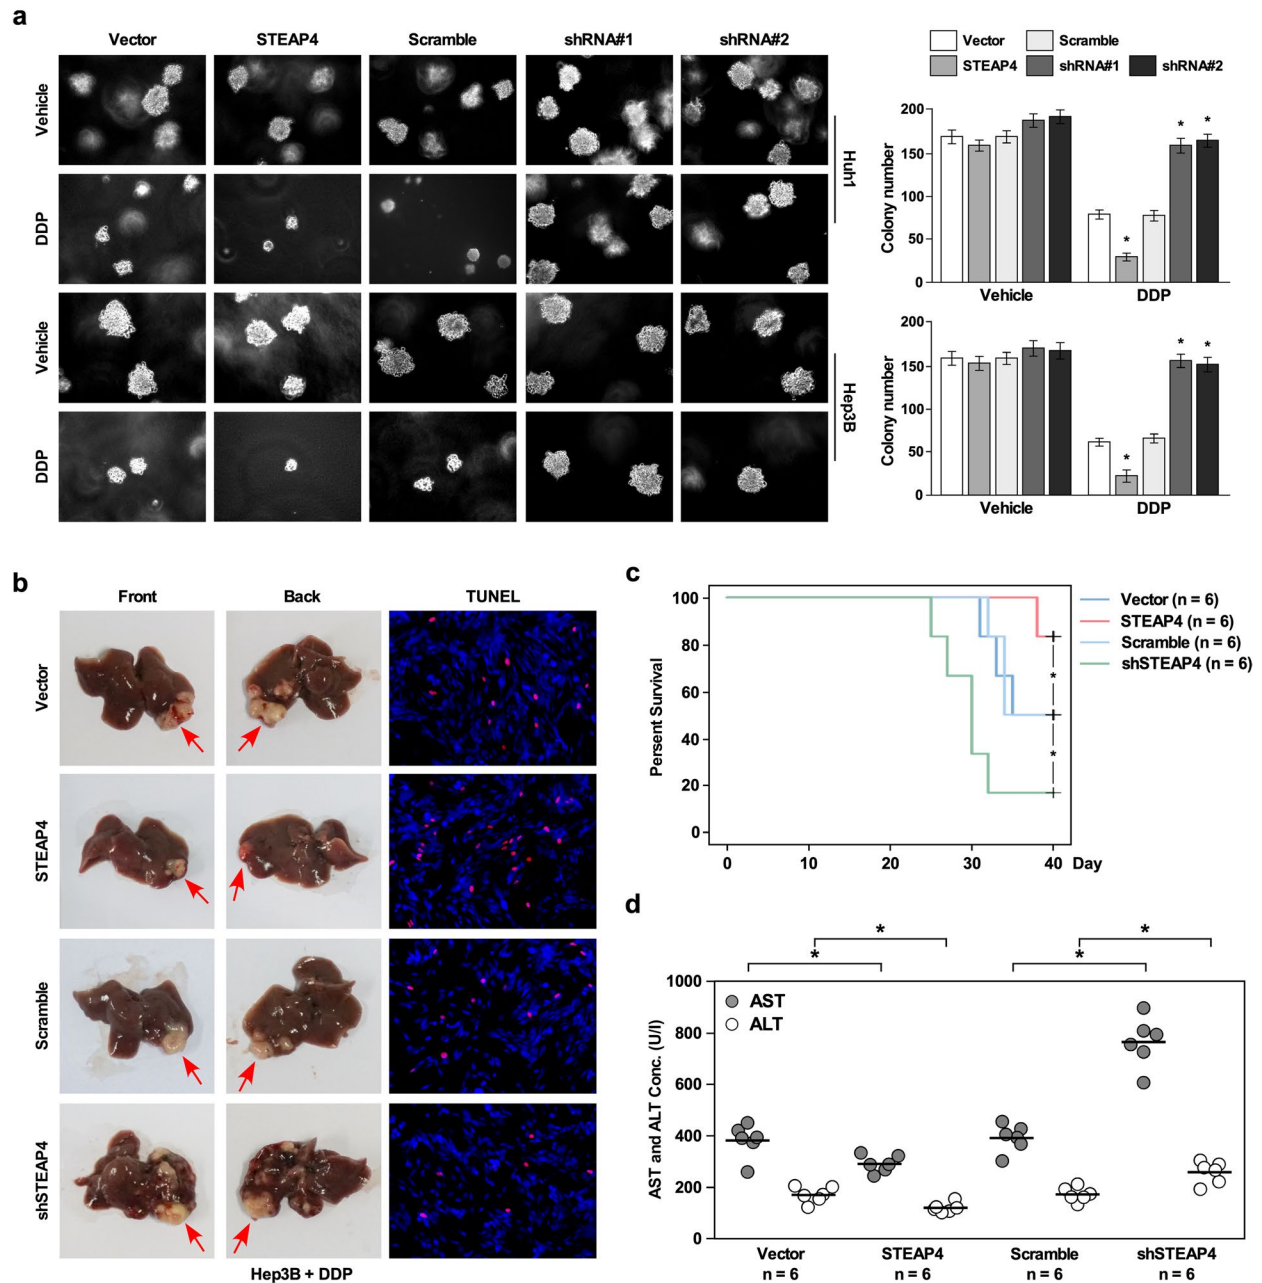 a
Vector STEAP4 Scramble shRNA#1 shRNA#2
Vehicle
DDP
Huh1
Vehicle
DDP
Hep3B
Vector Scramble
STEAP4 shRNA#1 shRNA#2
Colony number
200
150
100
50
0
Vehicle DDP
* * *
Colony number
200
150
100
50
0
Vehicle DDP
* * *
b
Front Back TUNEL
Vector
STEAP4
Scramble
shSTEAP4
Hep3B + DDP
c
Persent Survival
100
80
60
40
20
0
0 10 20 30 40 Day
Vector (n = 6)
STEAP4 (n = 6)
Scramble (n = 6)
shSTEAP4 (n = 6)
*
*
d
* *
* *
AST and ALT Conc. (U/l)
1000
800
600
400
200
0
AST
ALT
Vector STEAP4 Scramble shSTEAP4
n = 6 n = 6 n = 6 n = 6